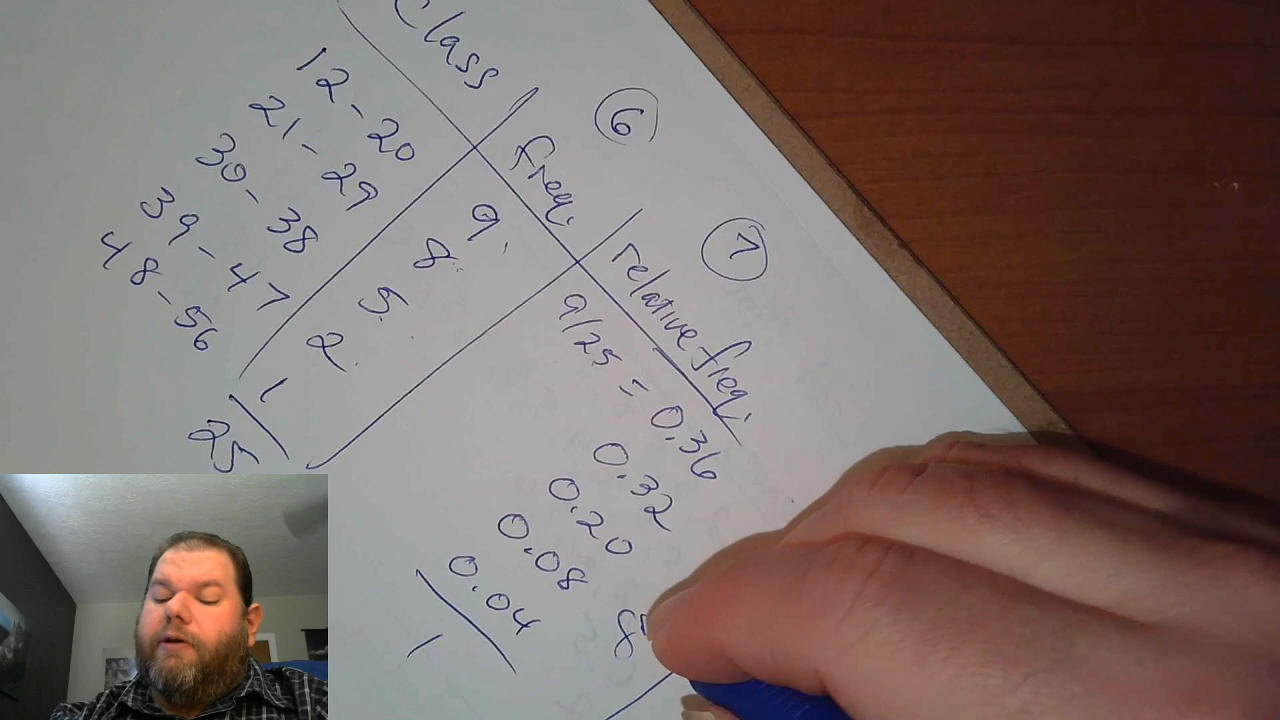 ⑥
⑦
Class freq. relative freq.
12-20 9 9/25 = 0.36
21-29 8 0.32
30-38 5 0.20
39-47 2 0.08
48-56 1 0.04
25 1
8